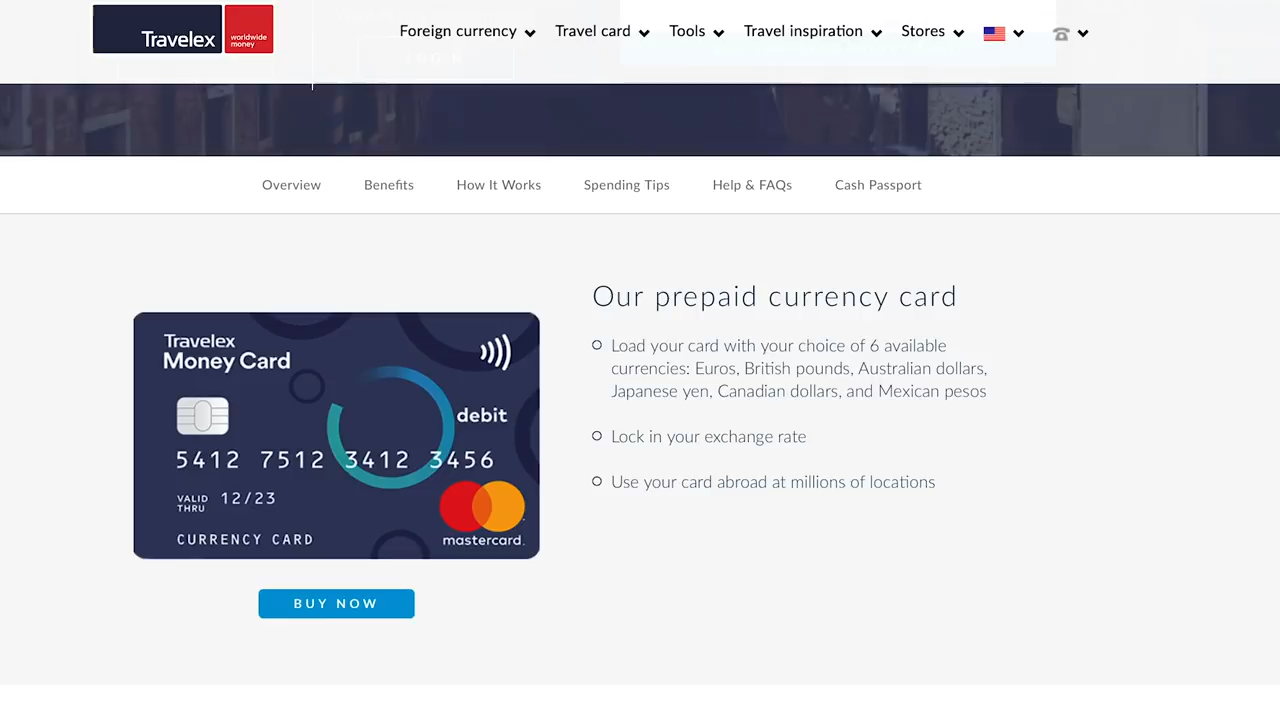 Travelex
worldwide
money
Foreign currency
Travel card
Tools
Travel inspiration
Stores
Overview
Benefits
How It Works
Spending Tips
Help & FAQs
Cash Passport
Travelex
Money Card
debit
5412 7512 3412 3456
VALID
THRU
12/23
CURRENCY CARD
mastercard.
BUY NOW
Our prepaid currency card
Load your card with your choice of 6 available
currencies: Euros, British pounds, Australian dollars,
Japanese yen, Canadian dollars, and Mexican pesos
Lock in your exchange rate
Use your card abroad at millions of locations